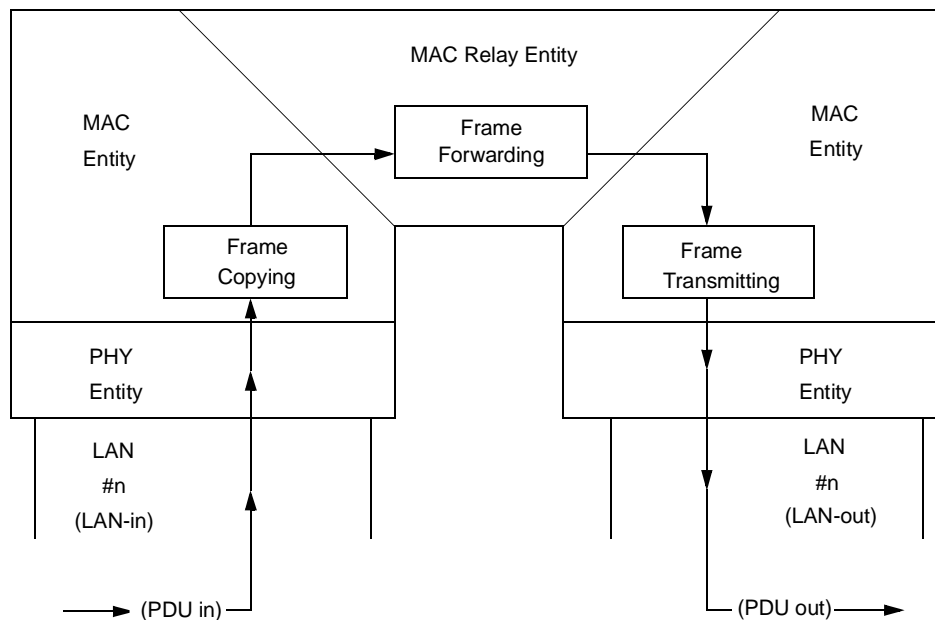 MAC Relay Entity
MAC
Entity
Frame
Forwarding
MAC
Entity
Frame
Copying
Frame
Transmitting
PHY
Entity
PHY
Entity
LAN
#n
(LAN-in)
LAN
#n
(LAN-out)
(PDU in)
(PDU out)